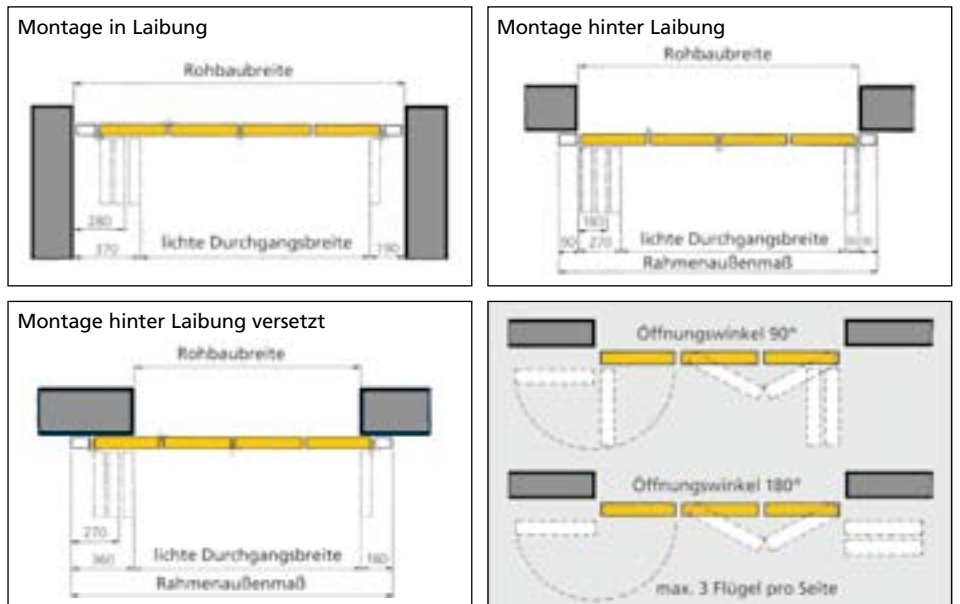 Montage in Laibung
Rohbaubreite
280
370
lichte Durchgangsbreite
190
Montage hinter Laibung
Rohbaubreite
180
90
270
lichte Durchgangsbreite
Rahmenaußenmaß
Montage hinter Laibung versetzt
Rohbaubreite
270
360
lichte Durchgangsbreite
180
Rahmenaußenmaß
Öffnungswinkel 90°
Öffnungswinkel 180°
max. 3 Flügel pro Seite